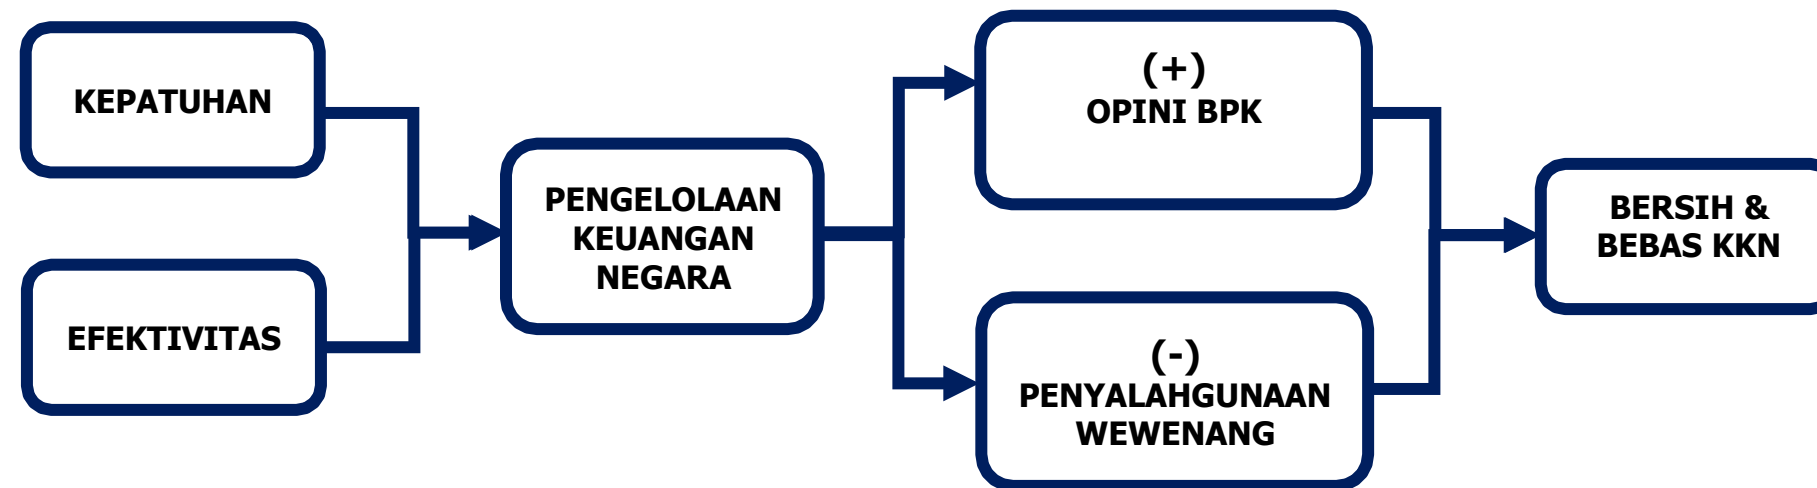 KEPATUHAN
EFEKTIVITAS
PENGELOLAAN
KEUANGAN
NEGARA
(+)
OPINI BPK
(-)
PENYALAHGUNAAN
WEWENANG
BERSIH &
BEBAS KKN